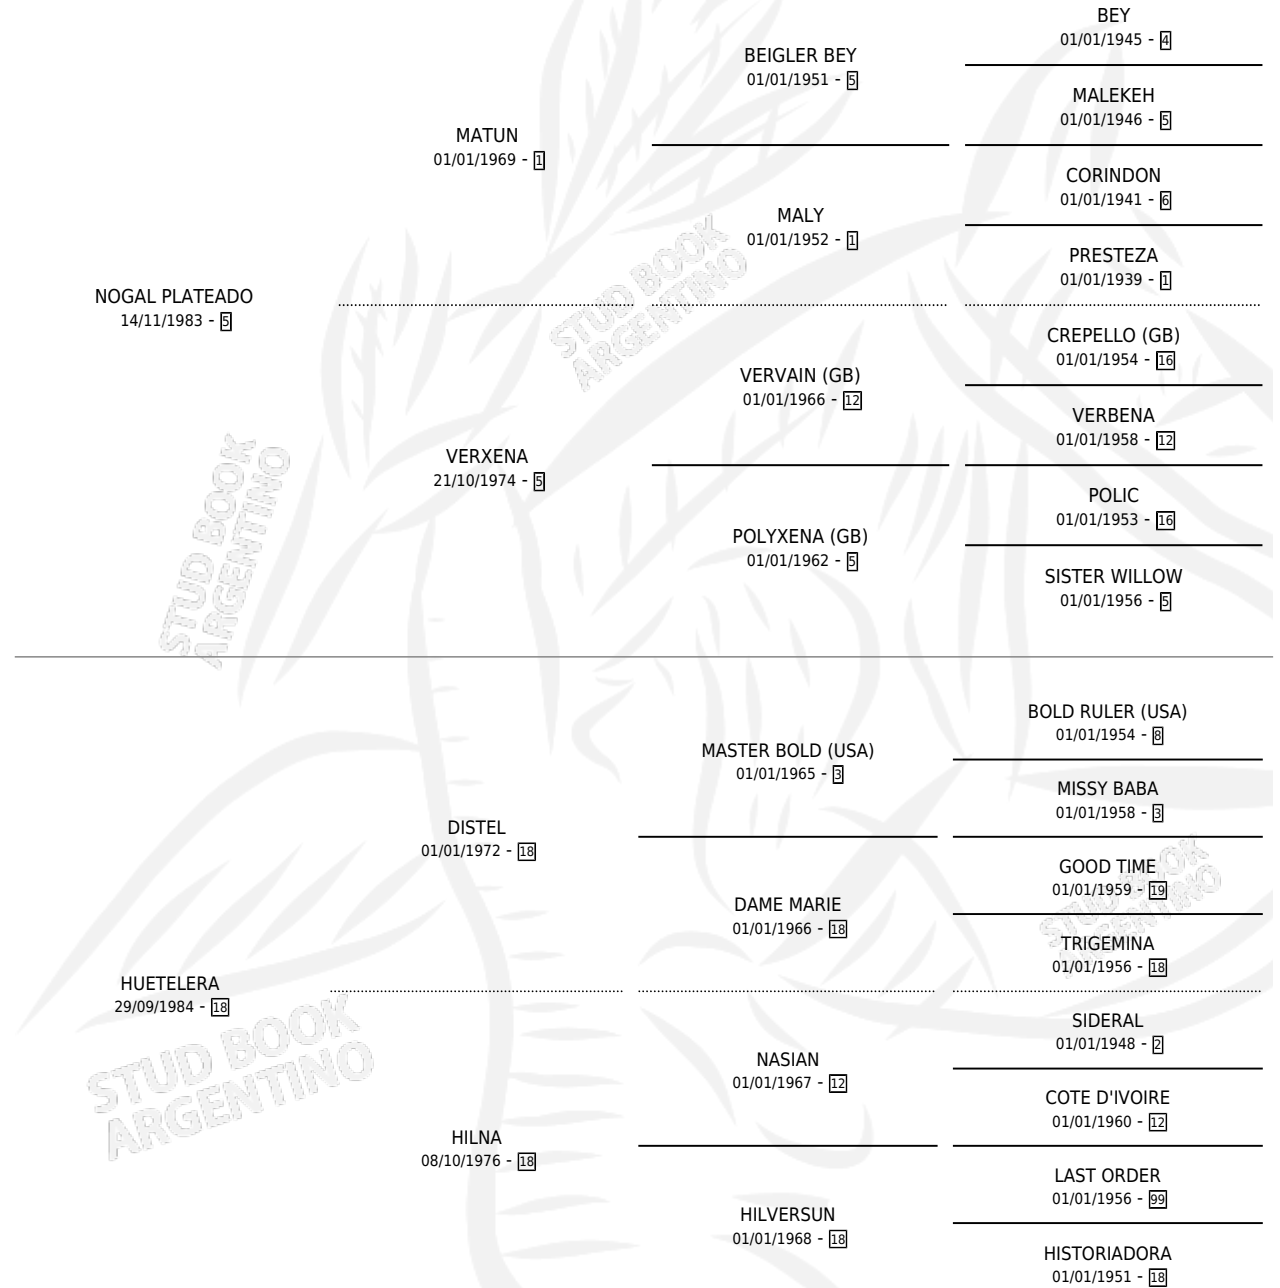 BEY
01/01/1945 - 4
BEIGLER BEY
01/01/1951 - 5
MALEKEH
01/01/1946 - 5
MATUN
01/01/1969 - 1
CORINDON
01/01/1941 - 6
MALY
01/01/1952 - 1
PRESTEZA
01/01/1939 - 1
NOGAL PLATEADO
14/11/1983 - 5
CREPELLO (GB)
01/01/1954 - 16
VERVAIN (GB)
01/01/1966 - 12
VERBENA
01/01/1958 - 12
VERXENA
21/10/1974 - 5
POLIC
01/01/1953 - 16
POLYXENA (GB)
01/01/1962 - 5
SISTER WILLOW
01/01/1956 - 5
STUD BOOK
ARGENTINO
STUD BOOK
ARGENTINO
BOLD RULER (USA)
01/01/1954 - 8
MASTER BOLD (USA)
01/01/1965 - 3
MISSY BABA
01/01/1958 - 3
DISTEL
01/01/1972 - 18
GOOD TIME
01/01/1959 - 19
DAME MARIE
01/01/1966 - 18
TRIGEMINA
01/01/1956 - 18
HUETELERA
29/09/1984 - 18
SIDERAL
01/01/1948 - 2
NASIAN
01/01/1967 - 12
COTE D'IVOIRE
01/01/1960 - 12
HILNA
08/10/1976 - 18
LAST ORDER
01/01/1956 - 99
HILVERSUN
01/01/1968 - 18
HISTORIADORA
01/01/1951 - 18
STUD BOOK
ARGENTINO
STUD BOOK
ARGENTINO